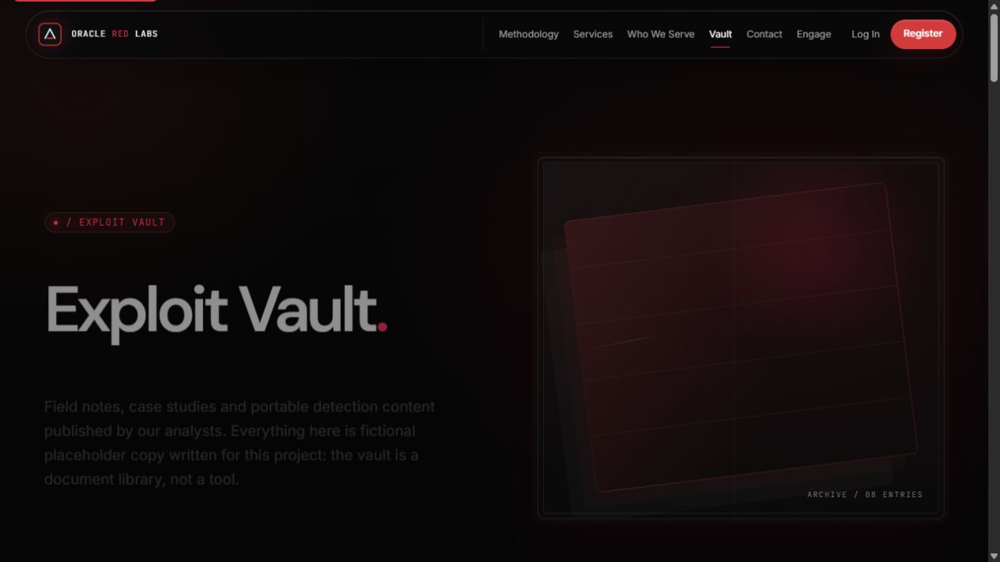 ORACLE RED LABS
Methodology Services Who We Serve Vault Contact Engage Log In Register
/ EXPLOIT VAULT
Exploit Vault.
Field notes, case studies and portable detection content
published by our analysts. Everything here is fictional
placeholder copy written for this project: the vault is a
document library, not a tool.
ARCHIVE / 08 ENTRIES